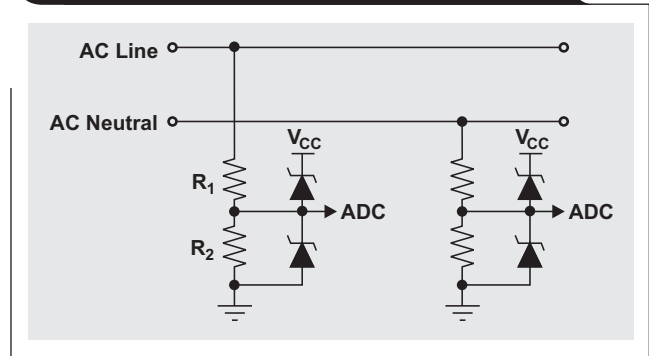 AC Line
AC Neutral
VCC
VCC
R1
ADC
ADC
R2